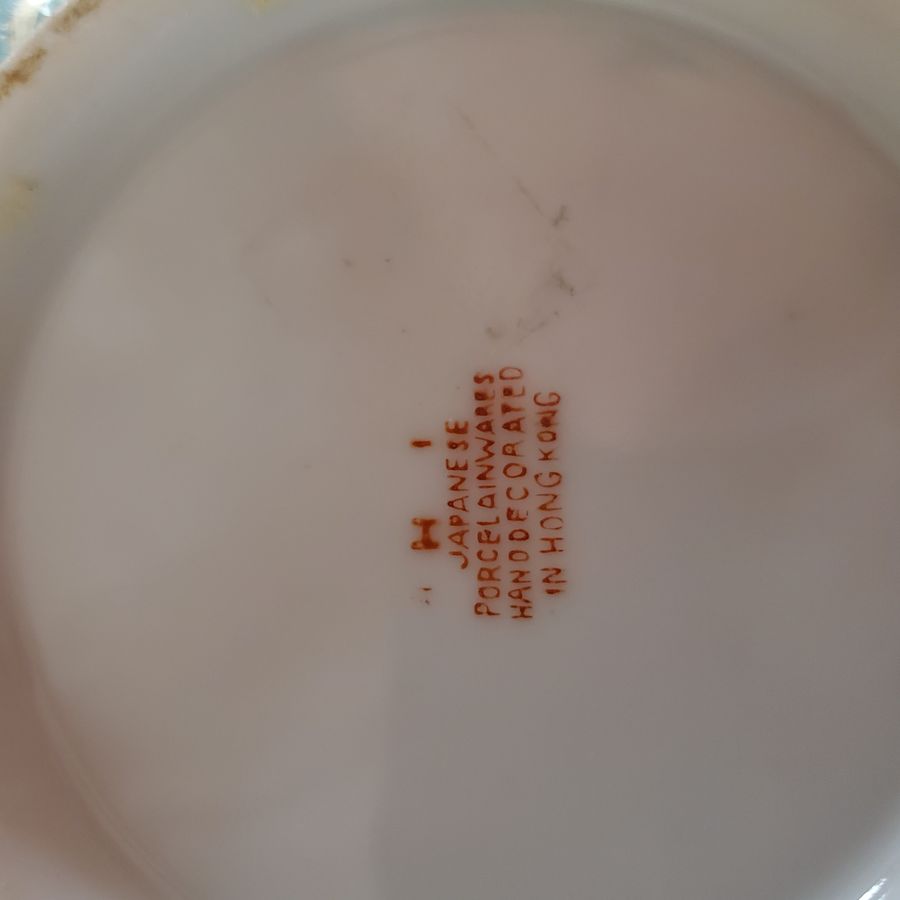 JAPANESE
PORCELAINWARES
HANDDECORATED
IN HONG KONG